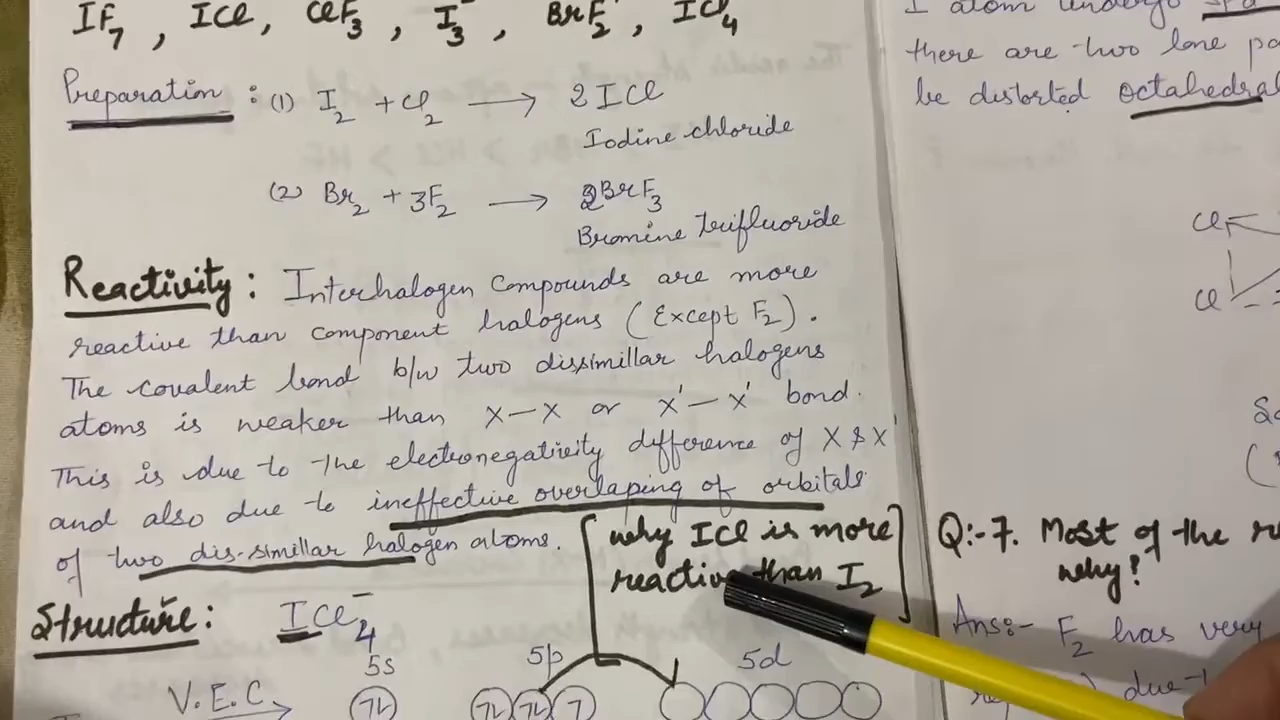 IF7, ICl, ClF3, I3-, BrF2-, ICl4-
Preparation : (1) I2 + Cl2 → 2 ICl
Iodine chloride
(2) Br2 + 3F2 → 2BrF3
Bromine trifluoride
Reactivity : Interhalogen compounds are more
reactive than component halogens (Except F2).
The covalent bond b/w two dissimillar halogens
atoms is weaker than X—X or X'—X' bond.
This is due to the electronegativity difference of X & X'
and also due to ineffective overlaping of orbitals
of two dis-similar halogen atoms.
[why ICl is more
reactive than I2]
Structure : ICl4-
5s 5p 5d
V.E.C.
I atom undergo
there are two lone
be distorted octahedral
Cl
Cl
Q:-7. Most of the
why?
Ans:- F2 has very
due